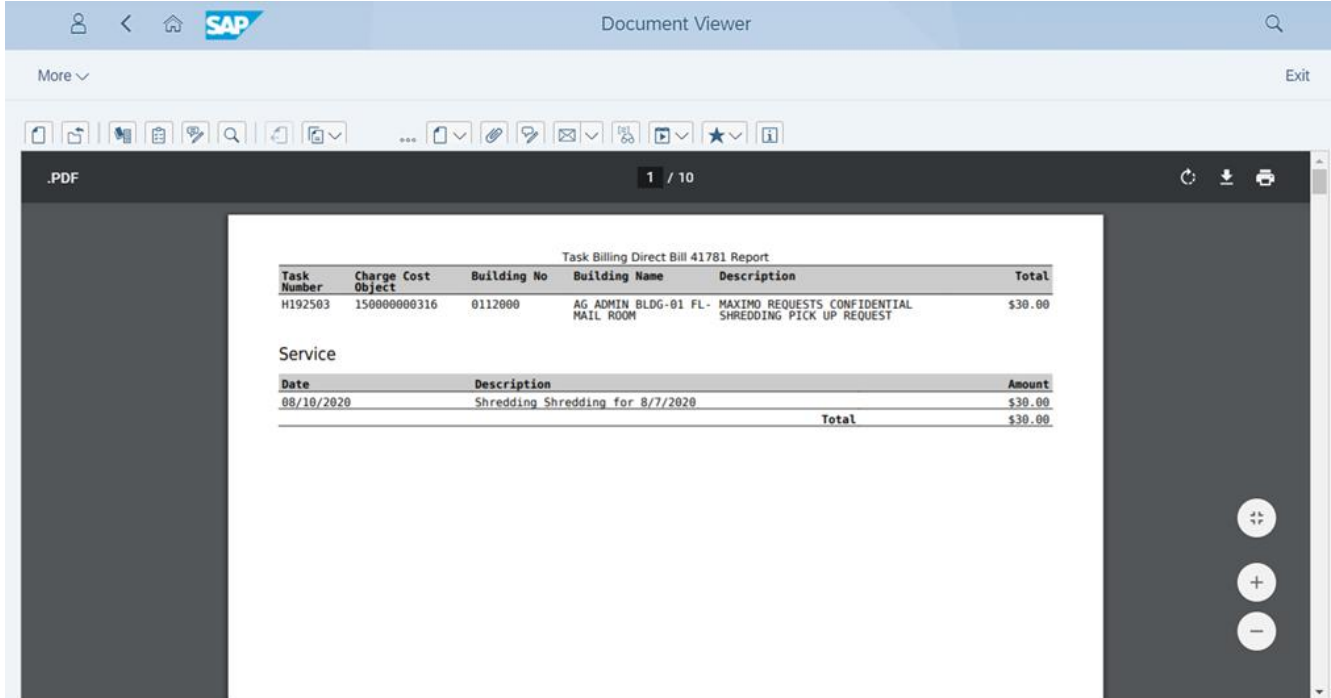 SAP Document Viewer
More Exit
.PDF 1 / 10
Task Billing Direct Bill 41781 Report
Task Number Charge Cost Object Building No Building Name Description Total
H192503 150000000316 0112000 AG ADMIN BLDG-01 FL-MAIL ROOM MAXIMO REQUESTS CONFIDENTIAL SHREDDING PICK UP REQUEST $30.00
Service
Date Description Amount
08/10/2020 Shredding Shredding for 8/7/2020 $30.00
Total $30.00